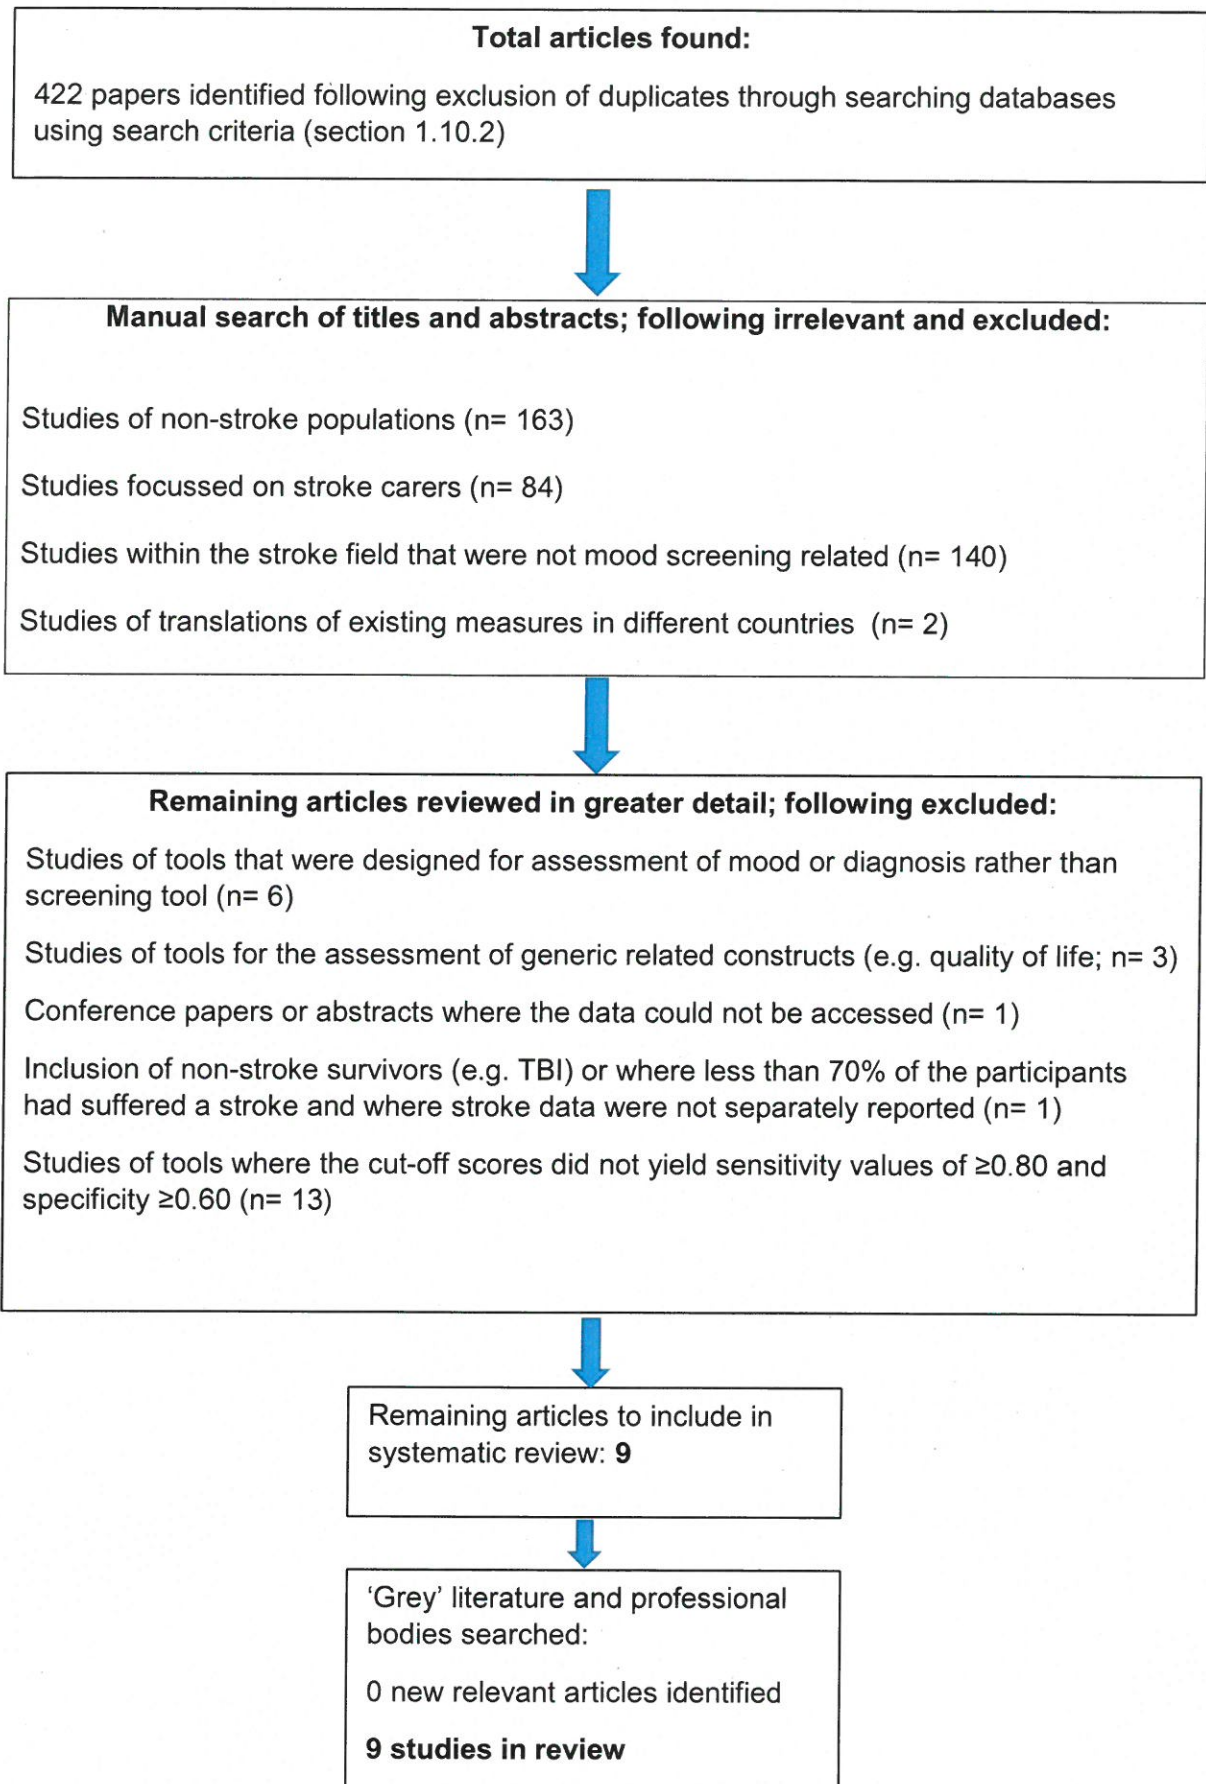 Total articles found:
422 papers identified following exclusion of duplicates through searching databases
using search criteria (section 1.10.2)
Manual search of titles and abstracts; following irrelevant and excluded:
Studies of non-stroke populations (n= 163)
Studies focussed on stroke carers (n= 84)
Studies within the stroke field that were not mood screening related (n= 140)
Studies of translations of existing measures in different countries (n= 2)
Remaining articles reviewed in greater detail; following excluded:
Studies of tools that were designed for assessment of mood or diagnosis rather than
screening tool (n= 6)
Studies of tools for the assessment of generic related constructs (e.g. quality of life; n= 3)
Conference papers or abstracts where the data could not be accessed (n= 1)
Inclusion of non-stroke survivors (e.g. TBI) or where less than 70% of the participants
had suffered a stroke and where stroke data were not separately reported (n= 1)
Studies of tools where the cut-off scores did not yield sensitivity values of ≥0.80 and
specificity ≥0.60 (n= 13)
Remaining articles to include in
systematic review: 9
‘Grey’ literature and professional
bodies searched:
0 new relevant articles identified
9 studies in review